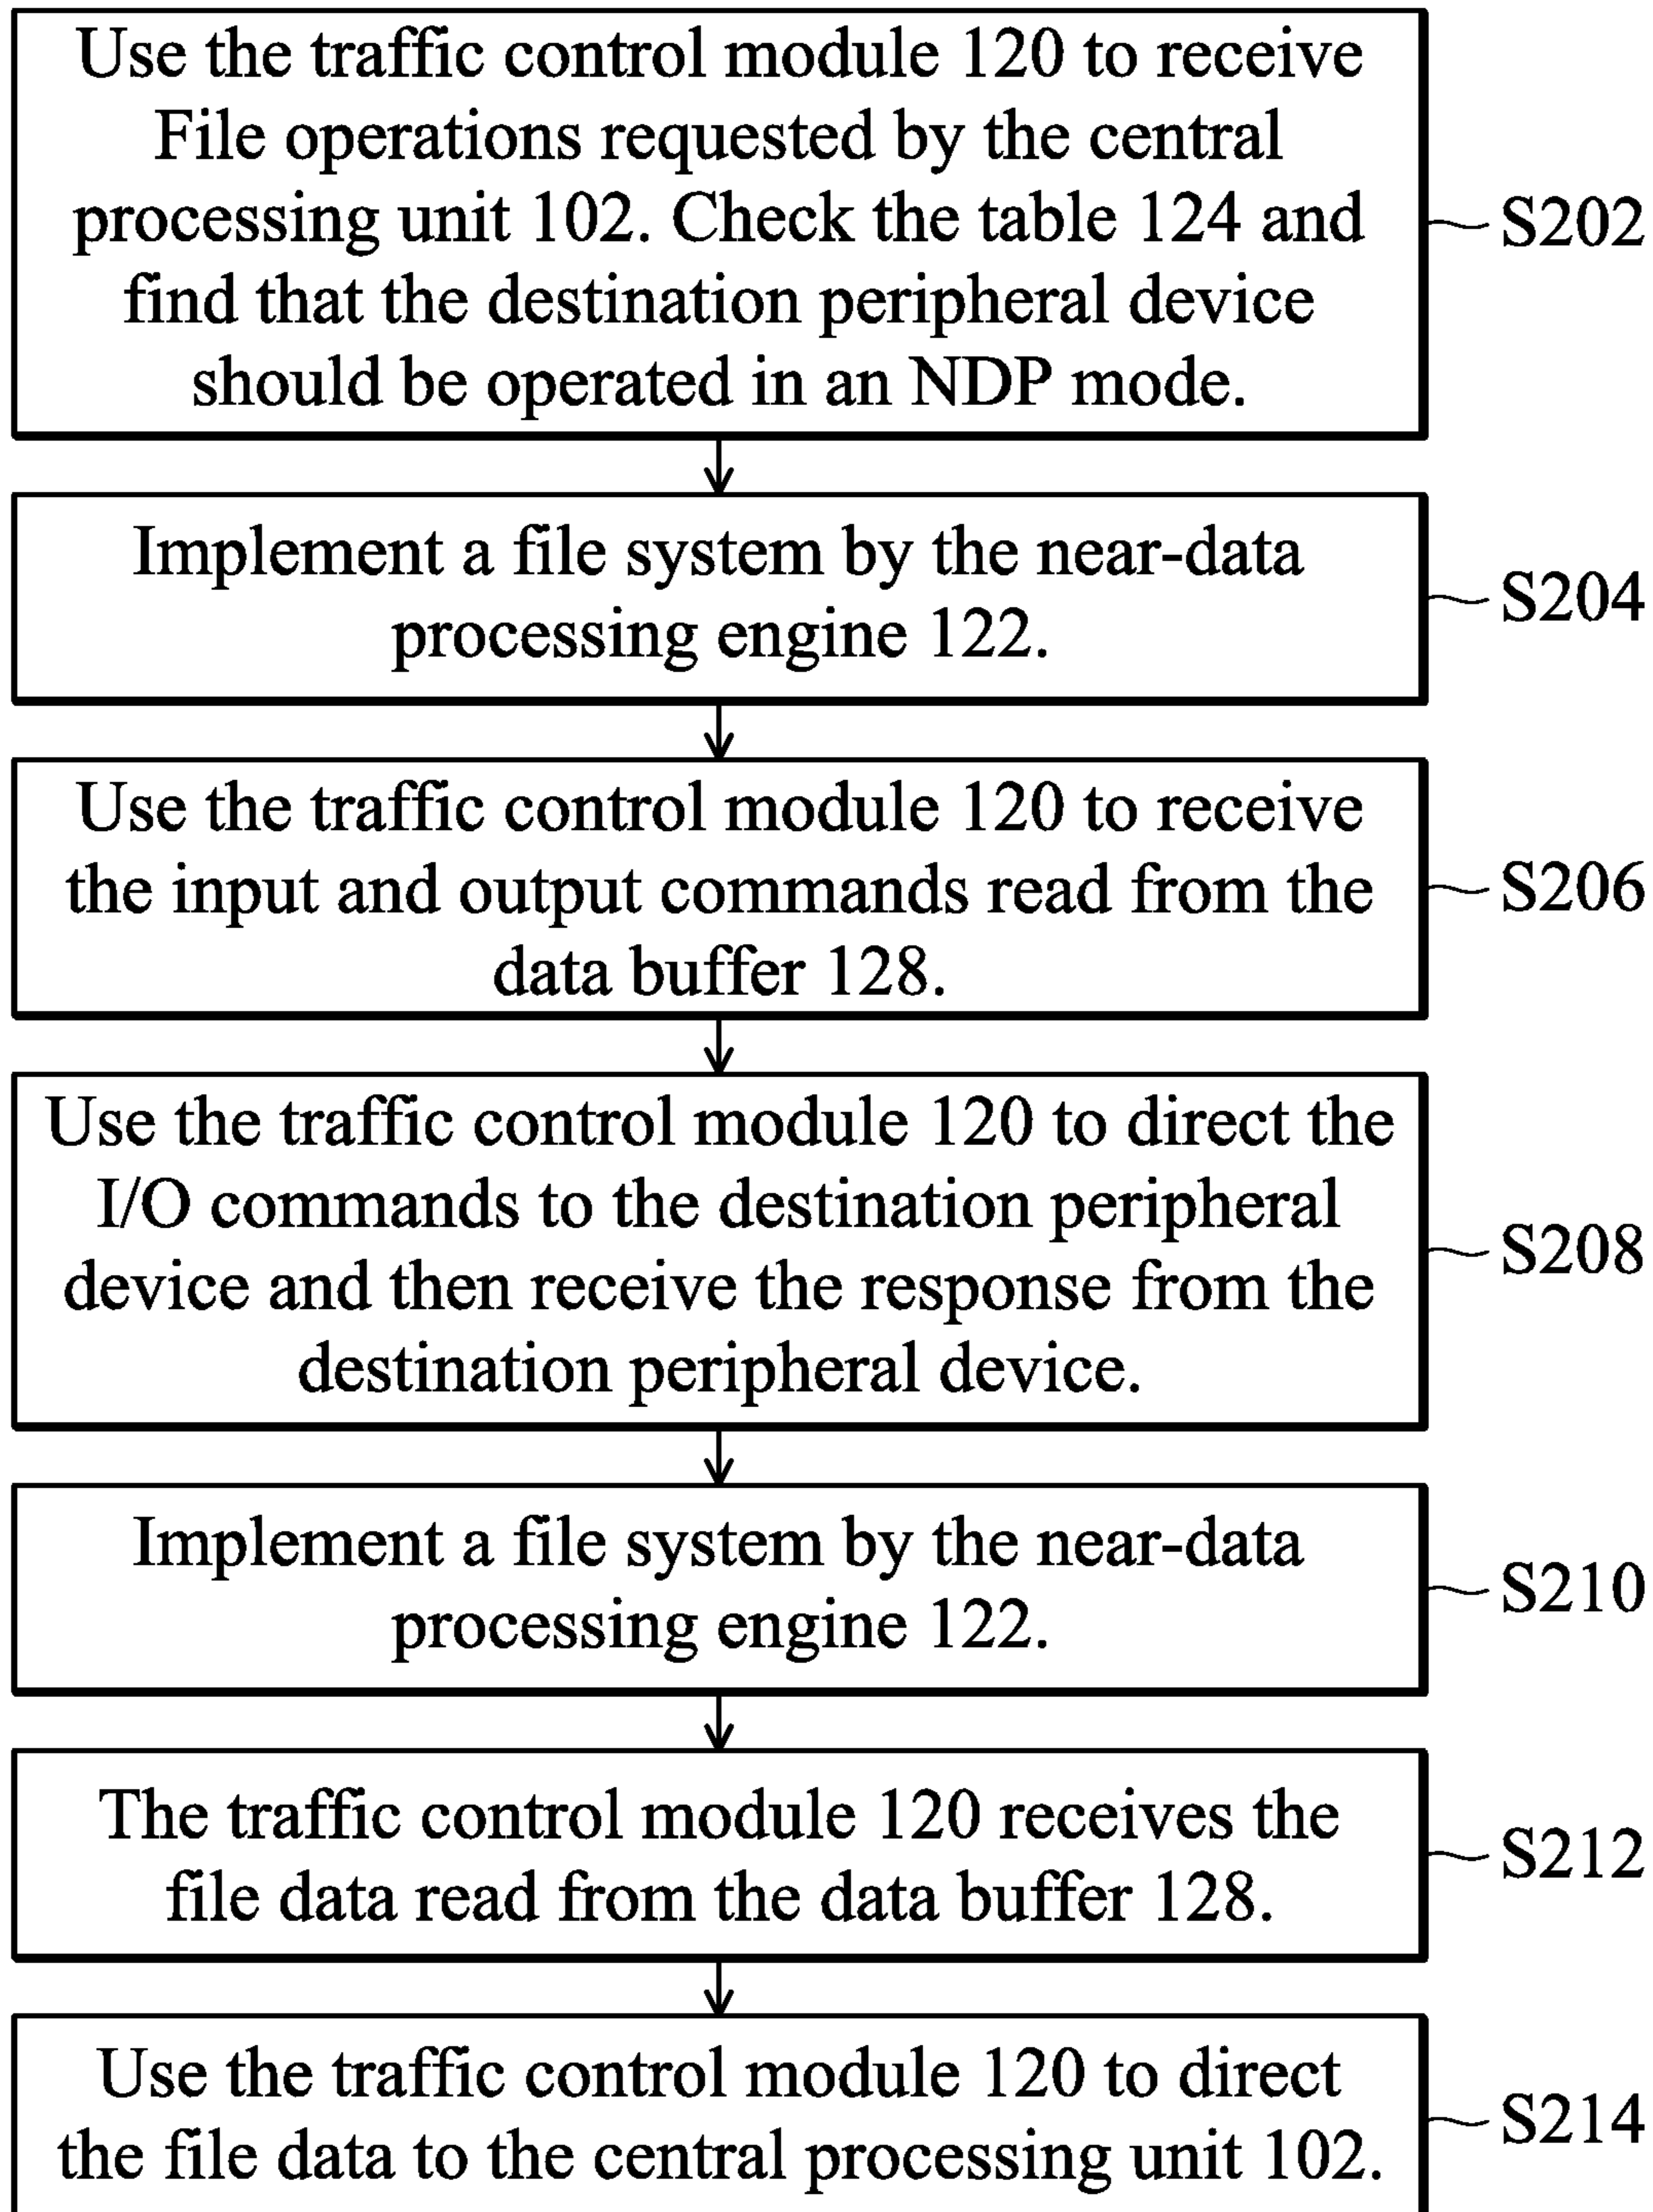 Use the traffic control module 120 to receive
File operations requested by the central
processing unit 102. Check the table 124 and
find that the destination peripheral device
should be operated in an NDP mode.
S202
Implement a file system by the near-data
processing engine 122.
S204
Use the traffic control module 120 to receive
the input and output commands read from the
data buffer 128.
S206
Use the traffic control module 120 to direct the
I/O commands to the destination peripheral
device and then receive the response from the
destination peripheral device.
S208
Implement a file system by the near-data
processing engine 122.
S210
The traffic control module 120 receives the
file data read from the data buffer 128.
S212
Use the traffic control module 120 to direct
the file data to the central processing unit 102.
S214